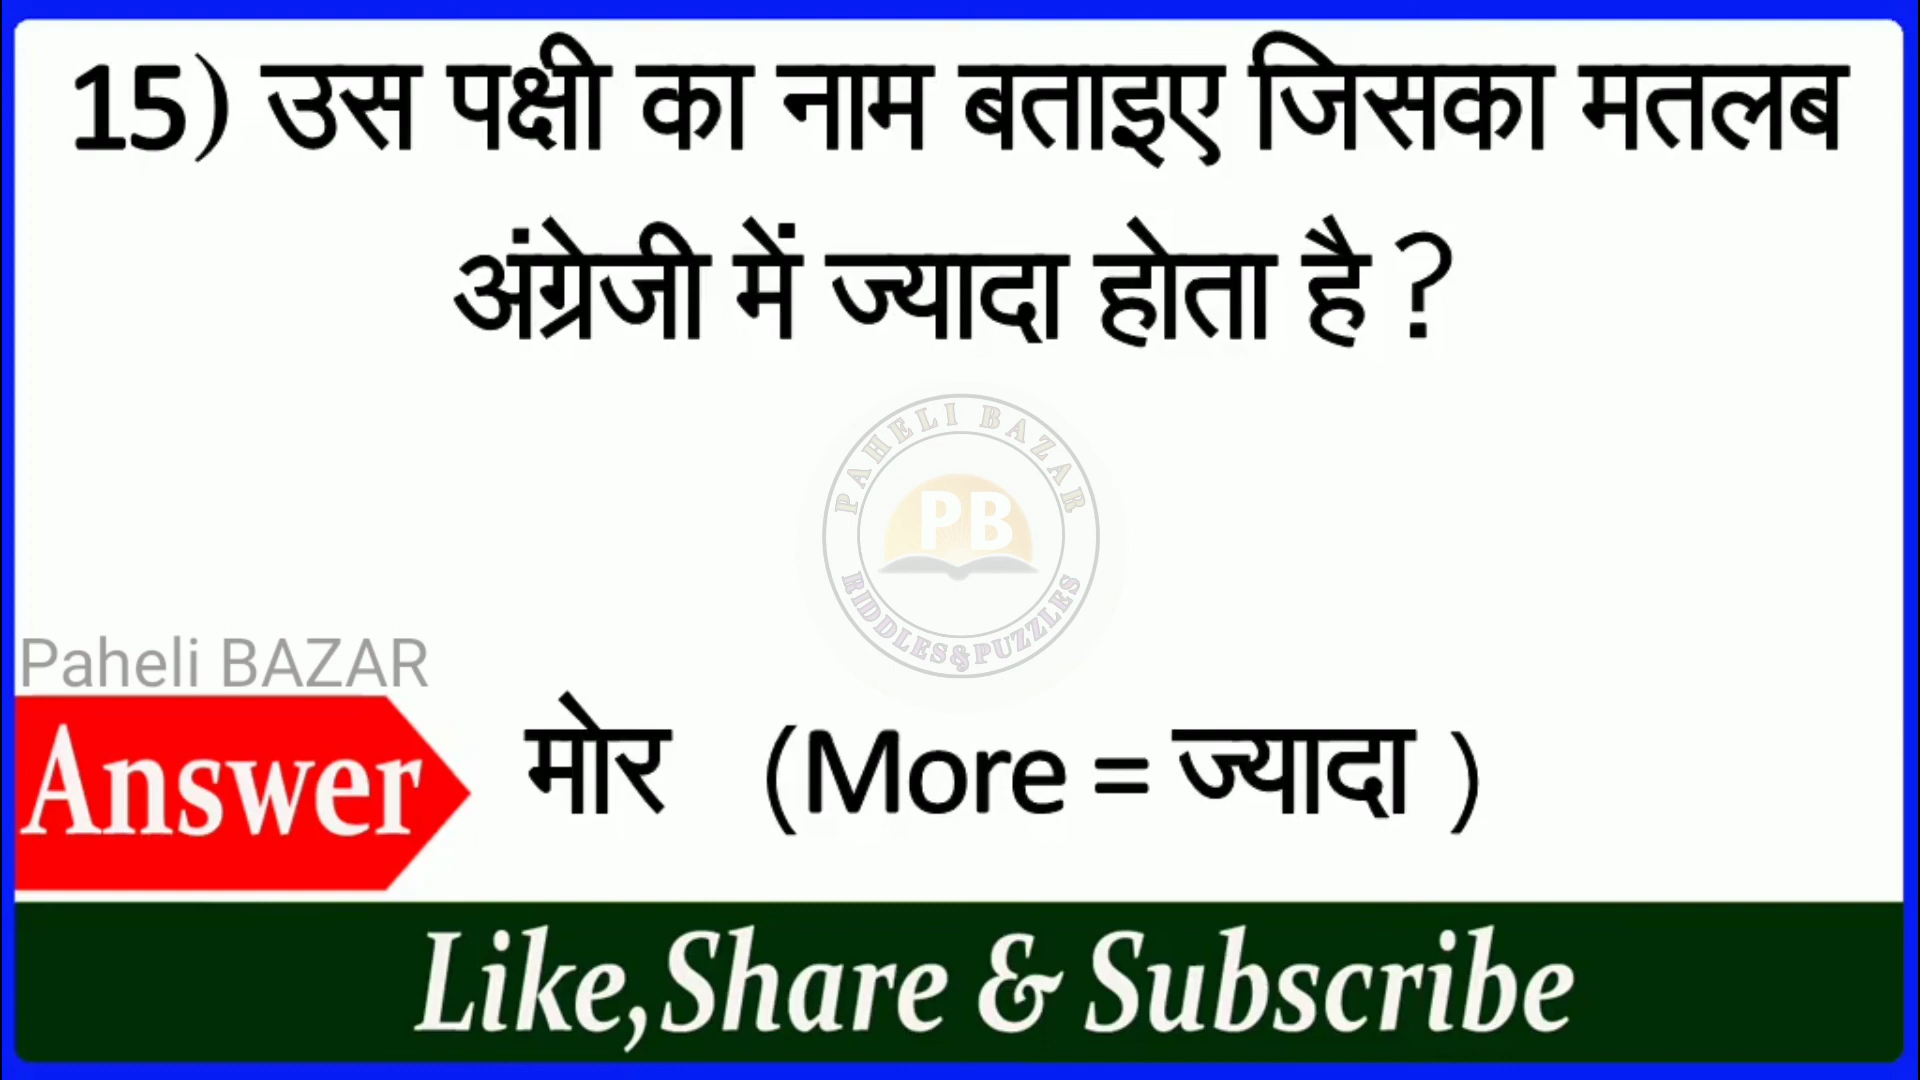 15) उस पक्षी का नाम बताइए जिसका मतलब
अंग्रेजी में ज्यादा होता है ?
PAHELI BAZAR
PB
RIDDLES&PUZZLES
Paheli BAZAR
Answer
मोर (More = ज्यादा )
Like,Share & Subscribe